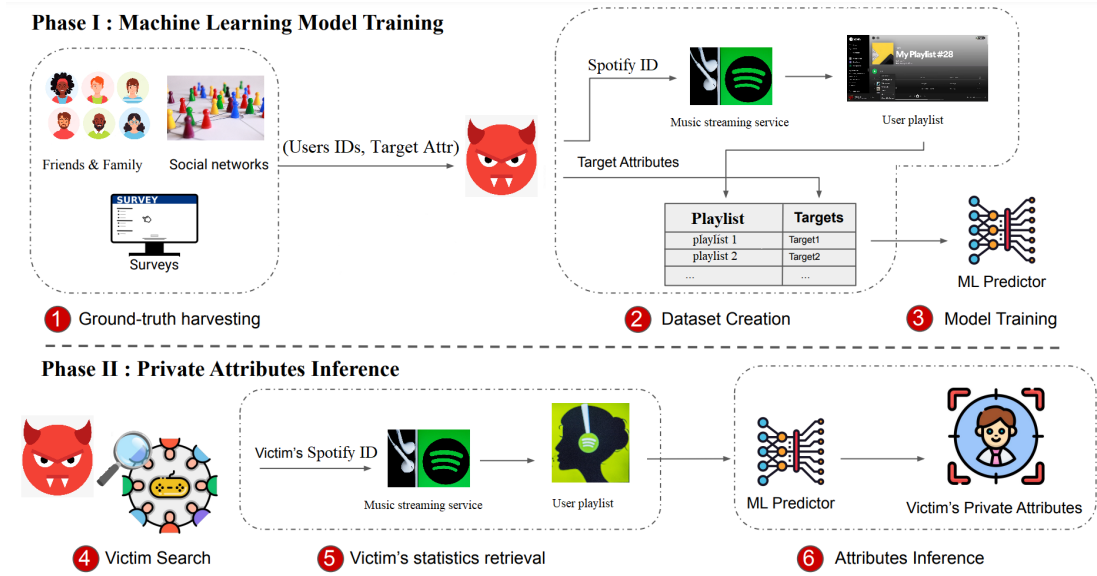 Phase I : Machine Learning Model Training
Friends & Family
Social networks
SURVEY
Surveys
(Users IDs, Target Attr)
Spotify ID
Music streaming service
My Playlist #28
User playlist
Target Attributes
Playlist Targets
playlist 1 Target1
playlist 2 Target2
... ...
ML Predictor
1 Ground-truth harvesting
2 Dataset Creation
3 Model Training
Phase II : Private Attributes Inference
Victim's Spotify ID
Music streaming service
User playlist
ML Predictor
Victim's Private Attributes
4 Victim Search
5 Victim's statistics retrieval
6 Attributes Inference